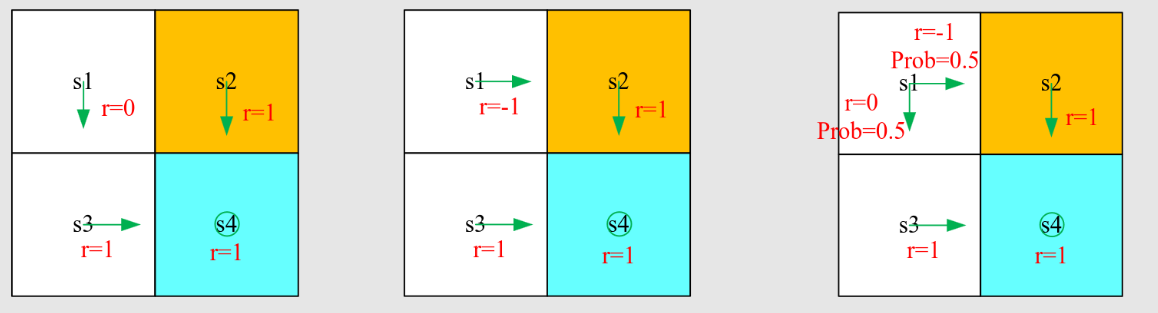 s1
r=0
s2
r=1
s3
r=1
s4
r=1
s1
r=-1
s2
r=1
s3
r=1
s4
r=1
r=-1
Prob=0.5
s1
r=0
Prob=0.5
s2
r=1
s3
r=1
s4
r=1